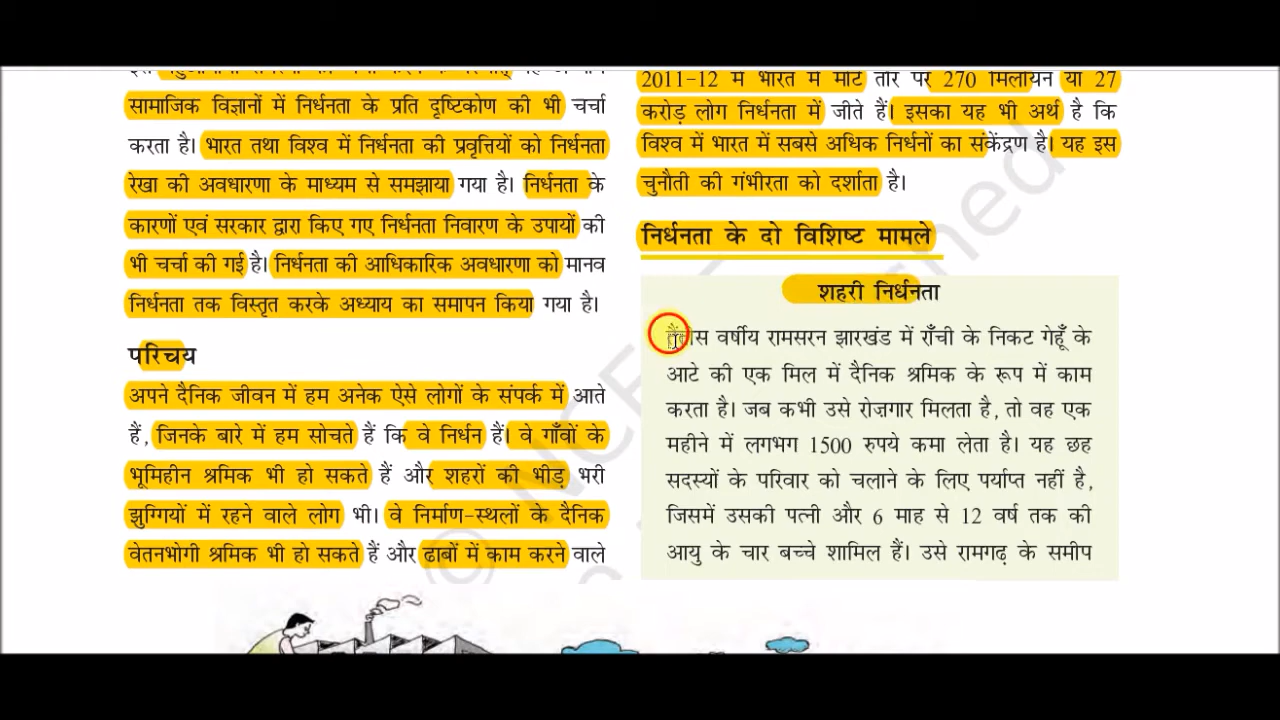 सामाजिक विज्ञानों में निर्धनता के प्रति दृष्टिकोण की भी चर्चा
करता है। भारत तथा विश्व में निर्धनता की प्रवृत्तियों को निर्धनता
रेखा की अवधारणा के माध्यम से समझाया गया है। निर्धनता के
कारणों एवं सरकार द्वारा किए गए निर्धनता निवारण के उपायों की
भी चर्चा की गई है। निर्धनता की आधिकारिक अवधारणा को मानव
निर्धनता तक विस्तृत करके अध्याय का समापन किया गया है।
परिचय
अपने दैनिक जीवन में हम अनेक ऐसे लोगों के संपर्क में आते
हैं, जिनके बारे में हम सोचते हैं कि वे निर्धन हैं। वे गाँवों के
भूमिहीन श्रमिक भी हो सकते हैं और शहरों की भीड़ भरी
झुग्गियों में रहने वाले लोग भी। वे निर्माण-स्थलों के दैनिक
वेतनभोगी श्रमिक भी हो सकते हैं और ढाबों में काम करने वाले
2011-12 में भारत में मोटे तौर पर 270 मिलीयन या 27
करोड़ लोग निर्धनता में जीते हैं। इसका यह भी अर्थ है कि
विश्व में भारत में सबसे अधिक निर्धनों का संकेंद्रण है। यह इस
चुनौती की गंभीरता को दर्शाता है।
निर्धनता के दो विशिष्ट मामले
शहरी निर्धनता
वर्षीय रामसरन झारखंड में राँची के निकट गेहूँ के
आटे की एक मिल में दैनिक श्रमिक के रूप में काम
करता है। जब कभी उसे रोजगार मिलता है, तो वह एक
महीने में लगभग 1500 रुपये कमा लेता है। यह छह
सदस्यों के परिवार को चलाने के लिए पर्याप्त नहीं है,
जिसमें उसकी पत्नी और 6 माह से 12 वर्ष तक की
आयु के चार बच्चे शामिल हैं। उसे रामगढ़ के समीप